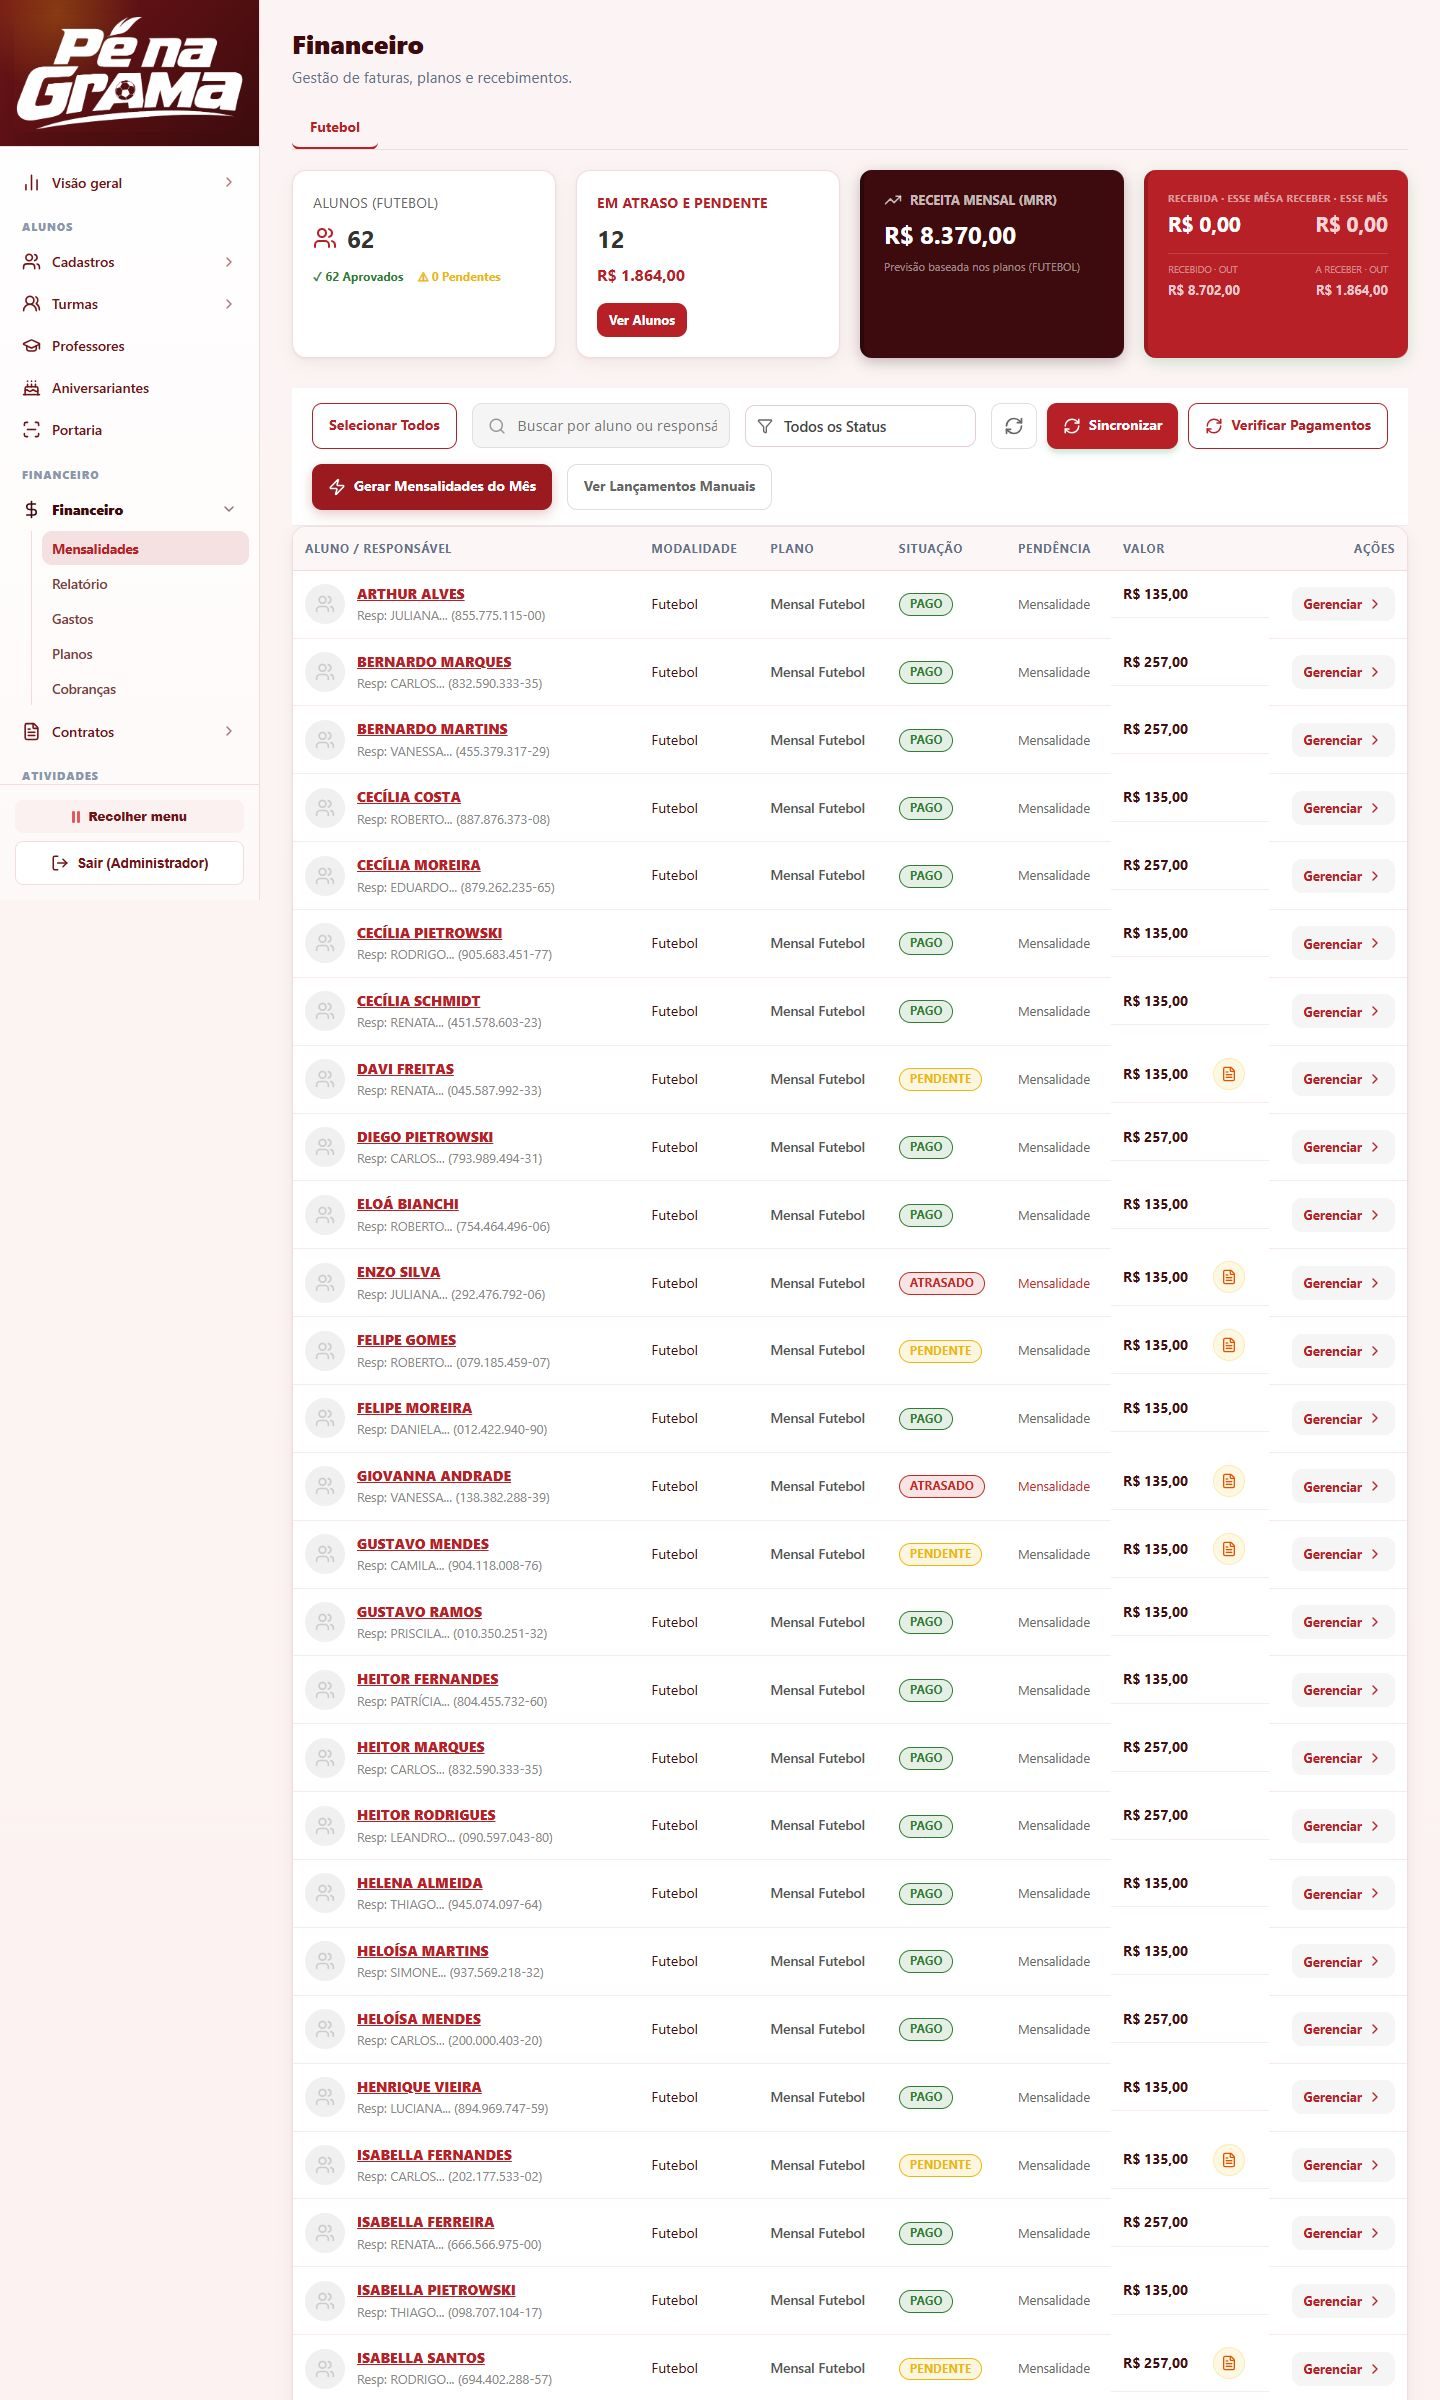 Pé na
Grama
Visão geral
ALUNOS
Cadastros
Turmas
Professores
Aniversariantes
Portaria
FINANCEIRO
Financeiro
Mensalidades
Relatório
Gastos
Planos
Cobranças
Contratos
ATIVIDADES
Recolher menu
Sair (Administrador)
Financeiro
Gestão de faturas, planos e recebimentos.
Futebol
ALUNOS (FUTEBOL)
62
✓ 62 Aprovados ⚠ 0 Pendentes
EM ATRASO E PENDENTE
12
R$ 1.864,00
Ver Alunos
RECEITA MENSAL (MRR)
R$ 8.370,00
Previsão baseada nos planos (FUTEBOL)
RECEBIDA · ESSE MÊS A RECEBER · ESSE MÊS
R$ 0,00 R$ 0,00
RECEBIDO · OUT A RECEBER · OUT
R$ 8.702,00 R$ 1.864,00
Selecionar Todos Buscar por aluno ou responsá Todos os Status Sincronizar Verificar Pagamentos
Gerar Mensalidades do Mês Ver Lançamentos Manuais
ALUNO / RESPONSÁVEL MODALIDADE PLANO SITUAÇÃO PENDÊNCIA VALOR AÇÕES
ARTHUR ALVES Futebol Mensal Futebol PAGO Mensalidade R$ 135,00 Gerenciar
Resp: JULIANA... (855.775.115-00)
BERNARDO MARQUES Futebol Mensal Futebol PAGO Mensalidade R$ 257,00 Gerenciar
Resp: CARLOS... (832.590.333-35)
BERNARDO MARTINS Futebol Mensal Futebol PAGO Mensalidade R$ 257,00 Gerenciar
Resp: VANESSA... (455.379.317-29)
CECÍLIA COSTA Futebol Mensal Futebol PAGO Mensalidade R$ 135,00 Gerenciar
Resp: ROBERTO... (887.876.373-08)
CECÍLIA MOREIRA Futebol Mensal Futebol PAGO Mensalidade R$ 257,00 Gerenciar
Resp: EDUARDO... (879.262.235-65)
CECÍLIA PIETROWSKI Futebol Mensal Futebol PAGO Mensalidade R$ 135,00 Gerenciar
Resp: RODRIGO... (905.683.451-77)
CECÍLIA SCHMIDT Futebol Mensal Futebol PAGO Mensalidade R$ 135,00 Gerenciar
Resp: RENATA... (451.578.603-23)
DAVI FREITAS Futebol Mensal Futebol PENDENTE Mensalidade R$ 135,00 Gerenciar
Resp: RENATA... (045.587.992-33)
DIEGO PIETROWSKI Futebol Mensal Futebol PAGO Mensalidade R$ 257,00 Gerenciar
Resp: CARLOS... (793.989.494-31)
ELOÁ BIANCHI Futebol Mensal Futebol PAGO Mensalidade R$ 135,00 Gerenciar
Resp: ROBERTO... (754.464.496-06)
ENZO SILVA Futebol Mensal Futebol ATRASADO Mensalidade R$ 135,00 Gerenciar
Resp: JULIANA... (292.476.792-06)
FELIPE GOMES Futebol Mensal Futebol PENDENTE Mensalidade R$ 135,00 Gerenciar
Resp: ROBERTO... (079.185.459-07)
FELIPE MOREIRA Futebol Mensal Futebol PAGO Mensalidade R$ 135,00 Gerenciar
Resp: DANIELA... (012.422.940-90)
GIOVANNA ANDRADE Futebol Mensal Futebol ATRASADO Mensalidade R$ 135,00 Gerenciar
Resp: VANESSA... (138.382.288-39)
GUSTAVO MENDES Futebol Mensal Futebol PENDENTE Mensalidade R$ 135,00 Gerenciar
Resp: CAMILA... (904.118.008-76)
GUSTAVO RAMOS Futebol Mensal Futebol PAGO Mensalidade R$ 135,00 Gerenciar
Resp: PRISCILA... (010.350.251-32)
HEITOR FERNANDES Futebol Mensal Futebol PAGO Mensalidade R$ 135,00 Gerenciar
Resp: PATRÍCIA... (804.455.732-60)
HEITOR MARQUES Futebol Mensal Futebol PAGO Mensalidade R$ 257,00 Gerenciar
Resp: CARLOS... (832.590.333-35)
HEITOR RODRIGUES Futebol Mensal Futebol PAGO Mensalidade R$ 257,00 Gerenciar
Resp: LEANDRO... (090.597.043-80)
HELENA ALMEIDA Futebol Mensal Futebol PAGO Mensalidade R$ 135,00 Gerenciar
Resp: THIAGO... (945.074.097-64)
HELOÍSA MARTINS Futebol Mensal Futebol PAGO Mensalidade R$ 135,00 Gerenciar
Resp: SIMONE... (937.569.218-32)
HELOÍSA MENDES Futebol Mensal Futebol PAGO Mensalidade R$ 257,00 Gerenciar
Resp: CARLOS... (200.000.403-20)
HENRIQUE VIEIRA Futebol Mensal Futebol PAGO Mensalidade R$ 135,00 Gerenciar
Resp: LUCIANA... (894.969.747-59)
ISABELLA FERNANDES Futebol Mensal Futebol PENDENTE Mensalidade R$ 135,00 Gerenciar
Resp: CARLOS... (202.177.533-02)
ISABELLA FERREIRA Futebol Mensal Futebol PAGO Mensalidade R$ 257,00 Gerenciar
Resp: RENATA... (666.566.975-00)
ISABELLA PIETROWSKI Futebol Mensal Futebol PAGO Mensalidade R$ 135,00 Gerenciar
Resp: THIAGO... (098.707.104-17)
ISABELLA SANTOS Futebol Mensal Futebol PENDENTE Mensalidade R$ 257,00 Gerenciar
Resp: RODRIGO... (694.402.288-57)